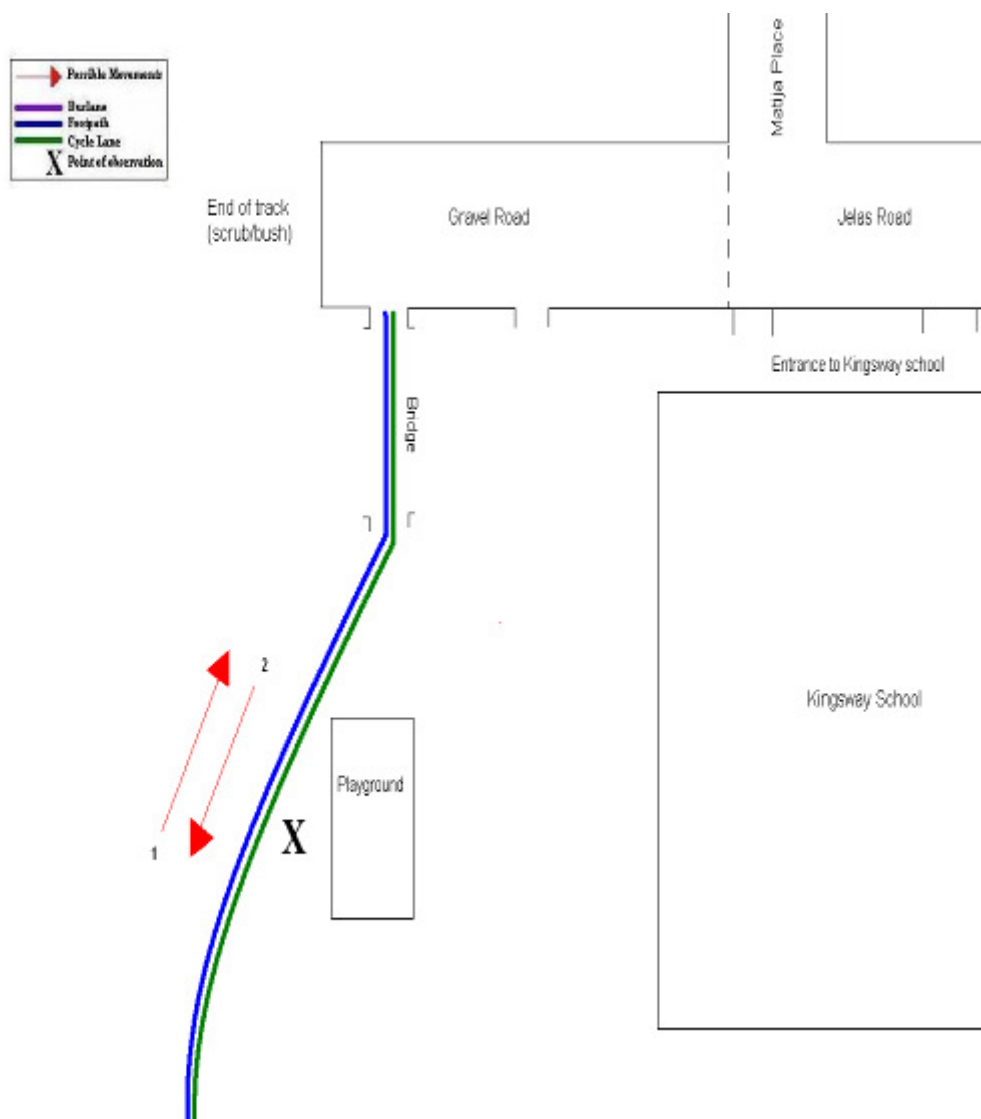 Possible Movements
Buslane
Footpath
Cycle Lane
X Point of observation
Matija Place
End of track
(scrub/bush)
Gravel Road
Jelas Road
Entrance to Kingsway school
Bridge
2
Kingsway School
Playground
X
1